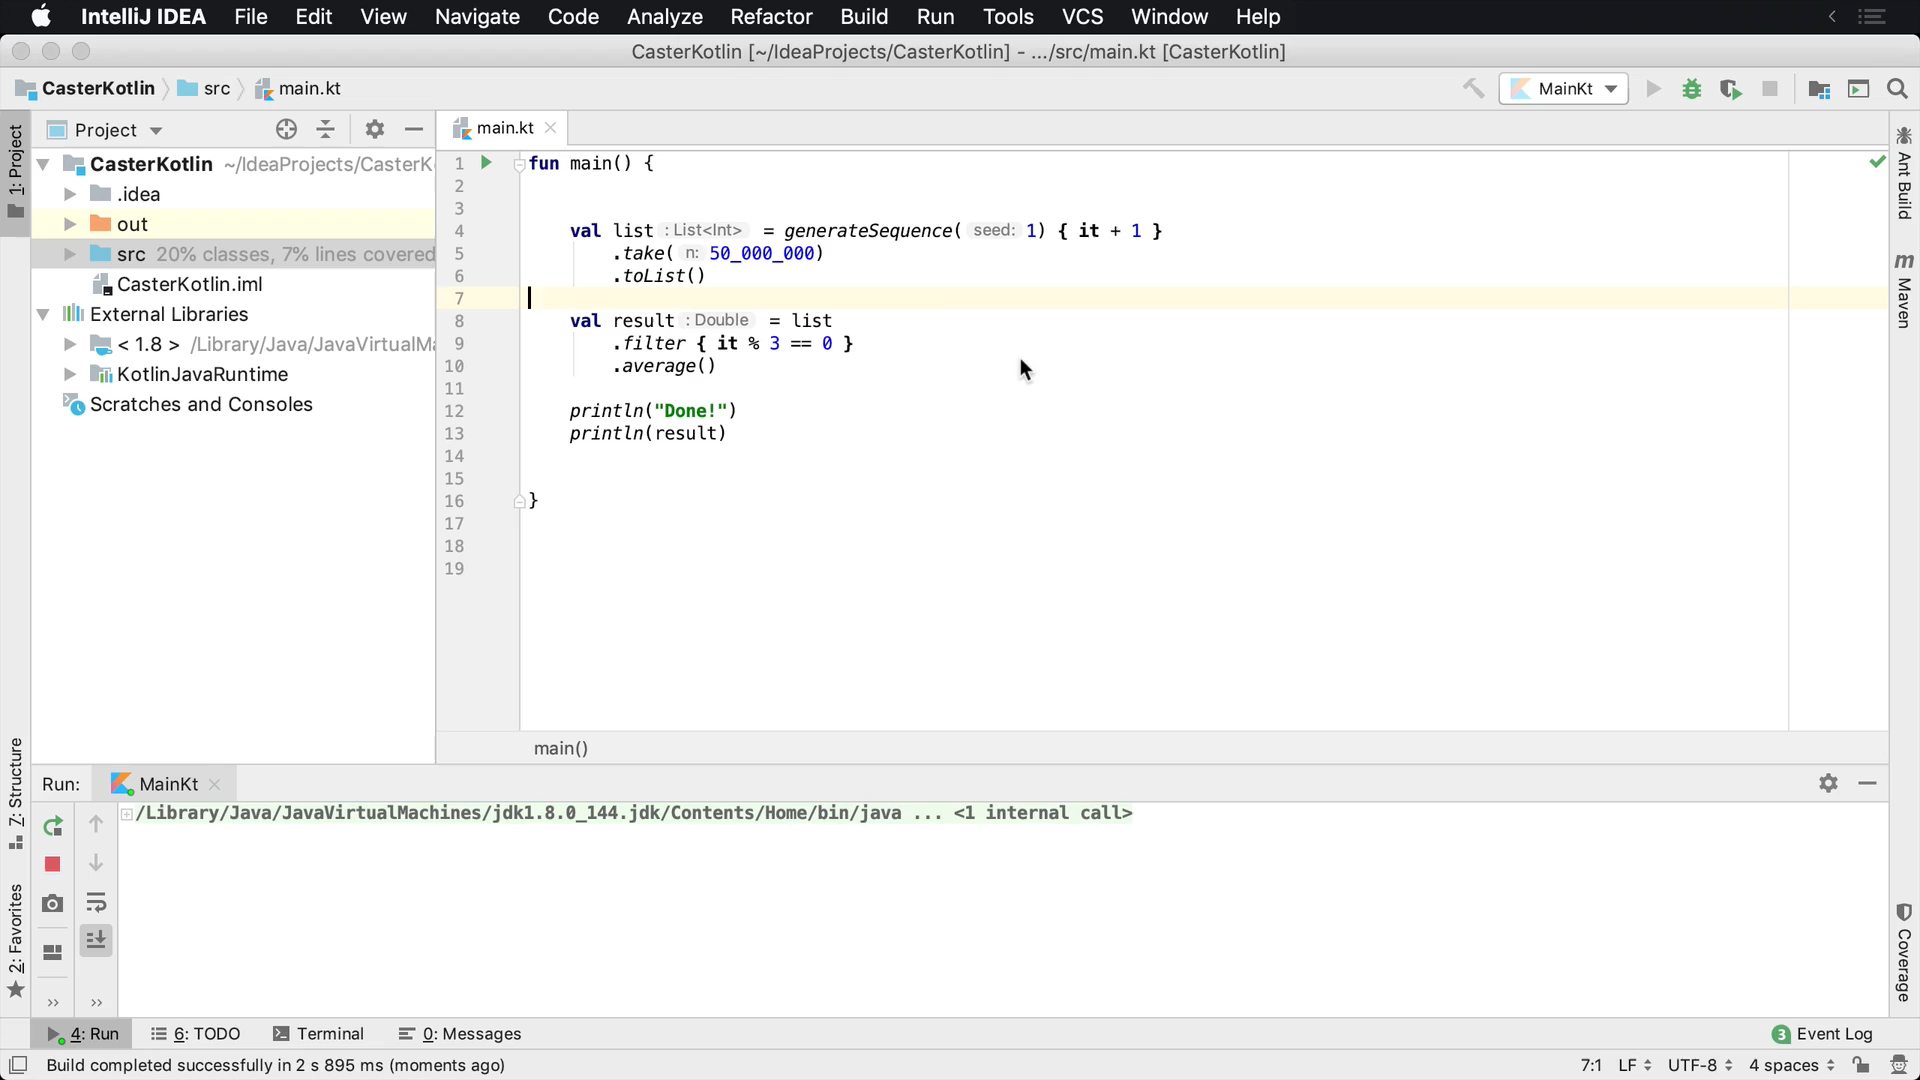 IntelliJ IDEA File Edit View Navigate Code Analyze Refactor Build Run Tools VCS Window Help
CasterKotlin [~/IdeaProjects/CasterKotlin] - .../src/main.kt [CasterKotlin]
CasterKotlin src main.kt MainKt
1: Project
Project
main.kt
CasterKotlin ~/IdeaProjects/CasterK
.idea
out
src 20% classes, 7% lines covered
CasterKotlin.iml
External Libraries
< 1.8 > /Library/Java/JavaVirtualMa
KotlinJavaRuntime
Scratches and Consoles
1 fun main() {
2
3
4 val list : List<Int> = generateSequence( seed: 1) { it + 1 }
5 .take( n: 50_000_000)
6 .toList()
7
8 val result : Double = list
9 .filter { it % 3 == 0 }
10 .average()
11
12 println("Done!")
13 println(result)
14
15
16 }
17
18
19
main()
Ant Build
m Maven
Coverage
Z: Structure
2: Favorites
Run: MainKt
/Library/Java/JavaVirtualMachines/jdk1.8.0_144.jdk/Contents/Home/bin/java ... <1 internal call>
4: Run 6: TODO Terminal 0: Messages 3 Event Log
Build completed successfully in 2 s 895 ms (moments ago) 7:1 LF UTF-8 4 spaces